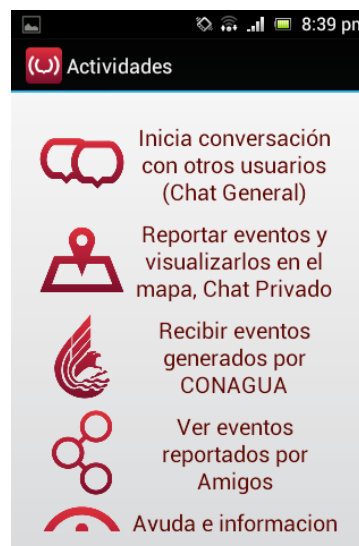 8:39 pm
Actividades
Inicia conversación
con otros usuarios
(Chat General)
Reportar eventos y
visualizarlos en el
mapa, Chat Privado
Recibir eventos
generados por
CONAGUA
Ver eventos
reportados por
Amigos
Ayuda e informacion